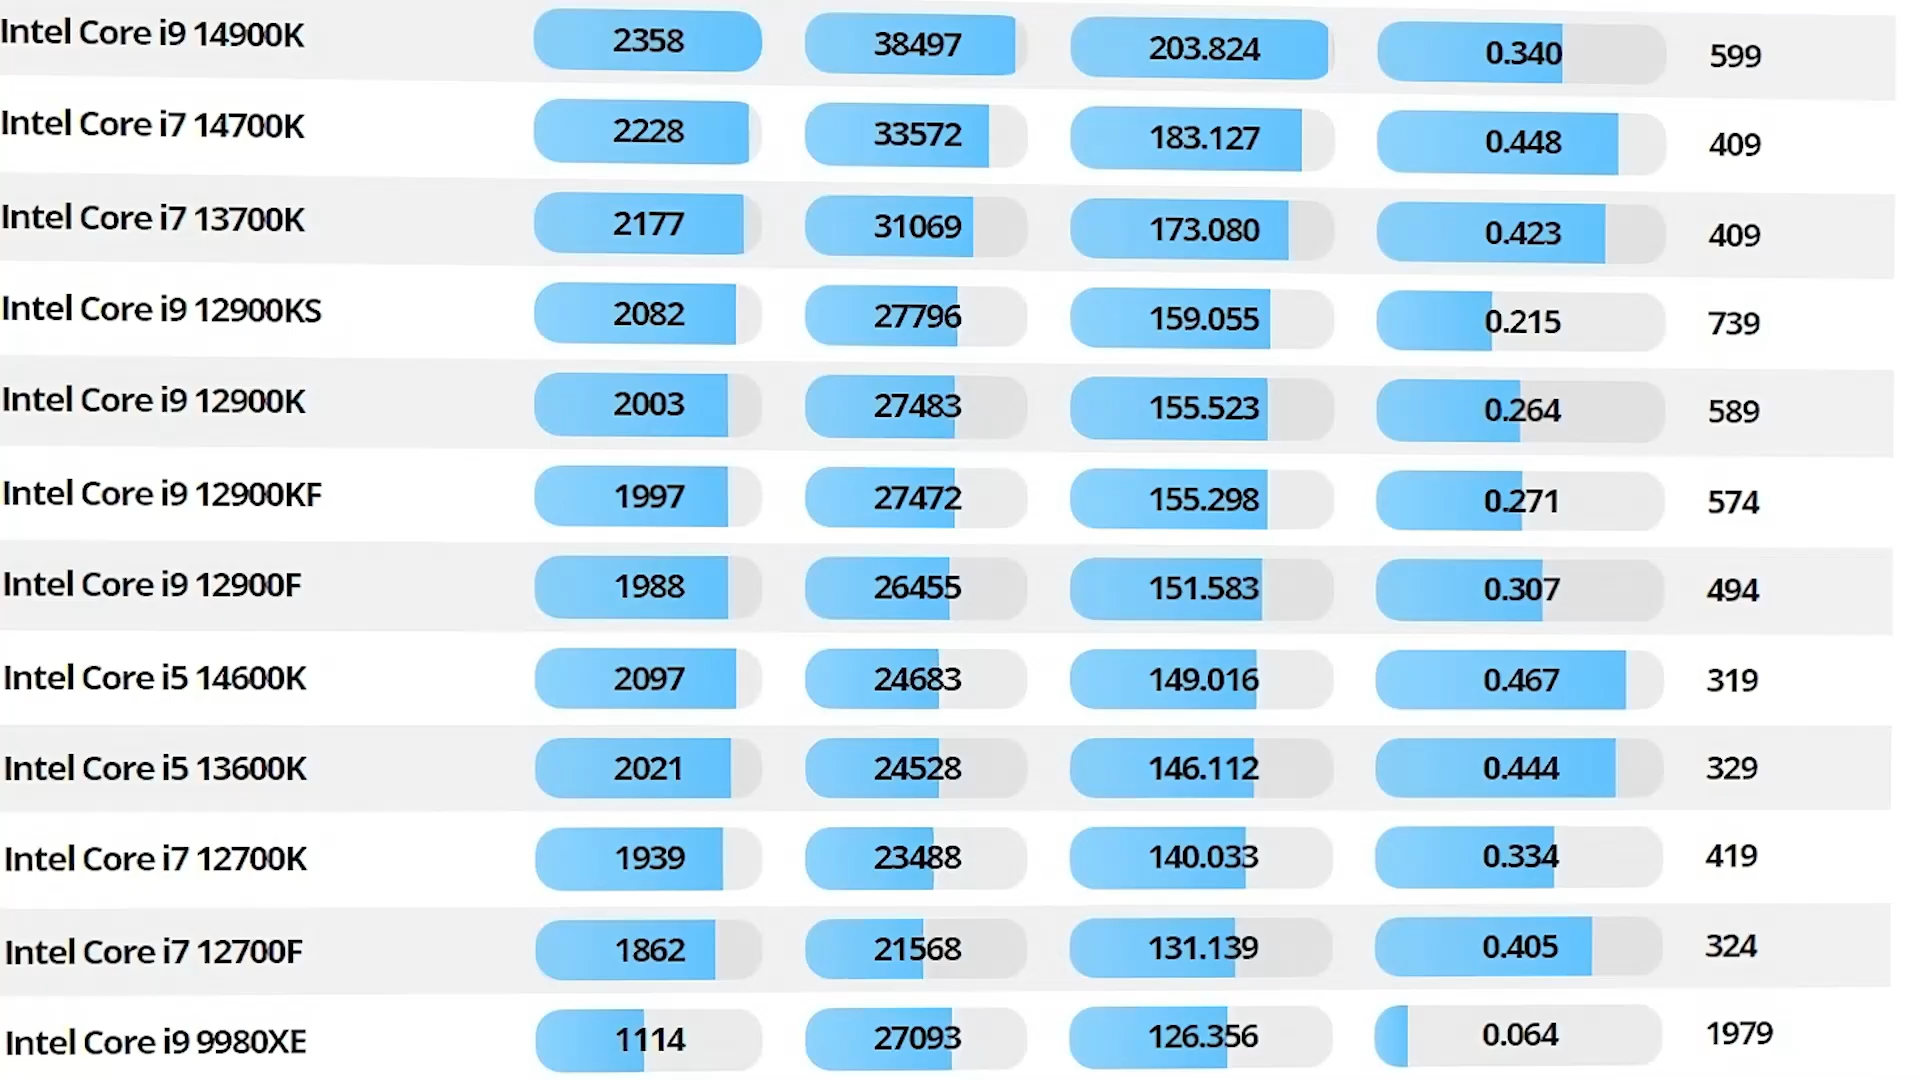 Intel Core i9 14900K 2358 38497 203.824 0.340 599
Intel Core i7 14700K 2228 33572 183.127 0.448 409
Intel Core i7 13700K 2177 31069 173.080 0.423 409
Intel Core i9 12900KS 2082 27796 159.055 0.215 739
Intel Core i9 12900K 2003 27483 155.523 0.264 589
Intel Core i9 12900KF 1997 27472 155.298 0.271 574
Intel Core i9 12900F 1988 26455 151.583 0.307 494
Intel Core i5 14600K 2097 24683 149.016 0.467 319
Intel Core i5 13600K 2021 24528 146.112 0.444 329
Intel Core i7 12700K 1939 23488 140.033 0.334 419
Intel Core i7 12700F 1862 21568 131.139 0.405 324
Intel Core i9 9980XE 1114 27093 126.356 0.064 1979